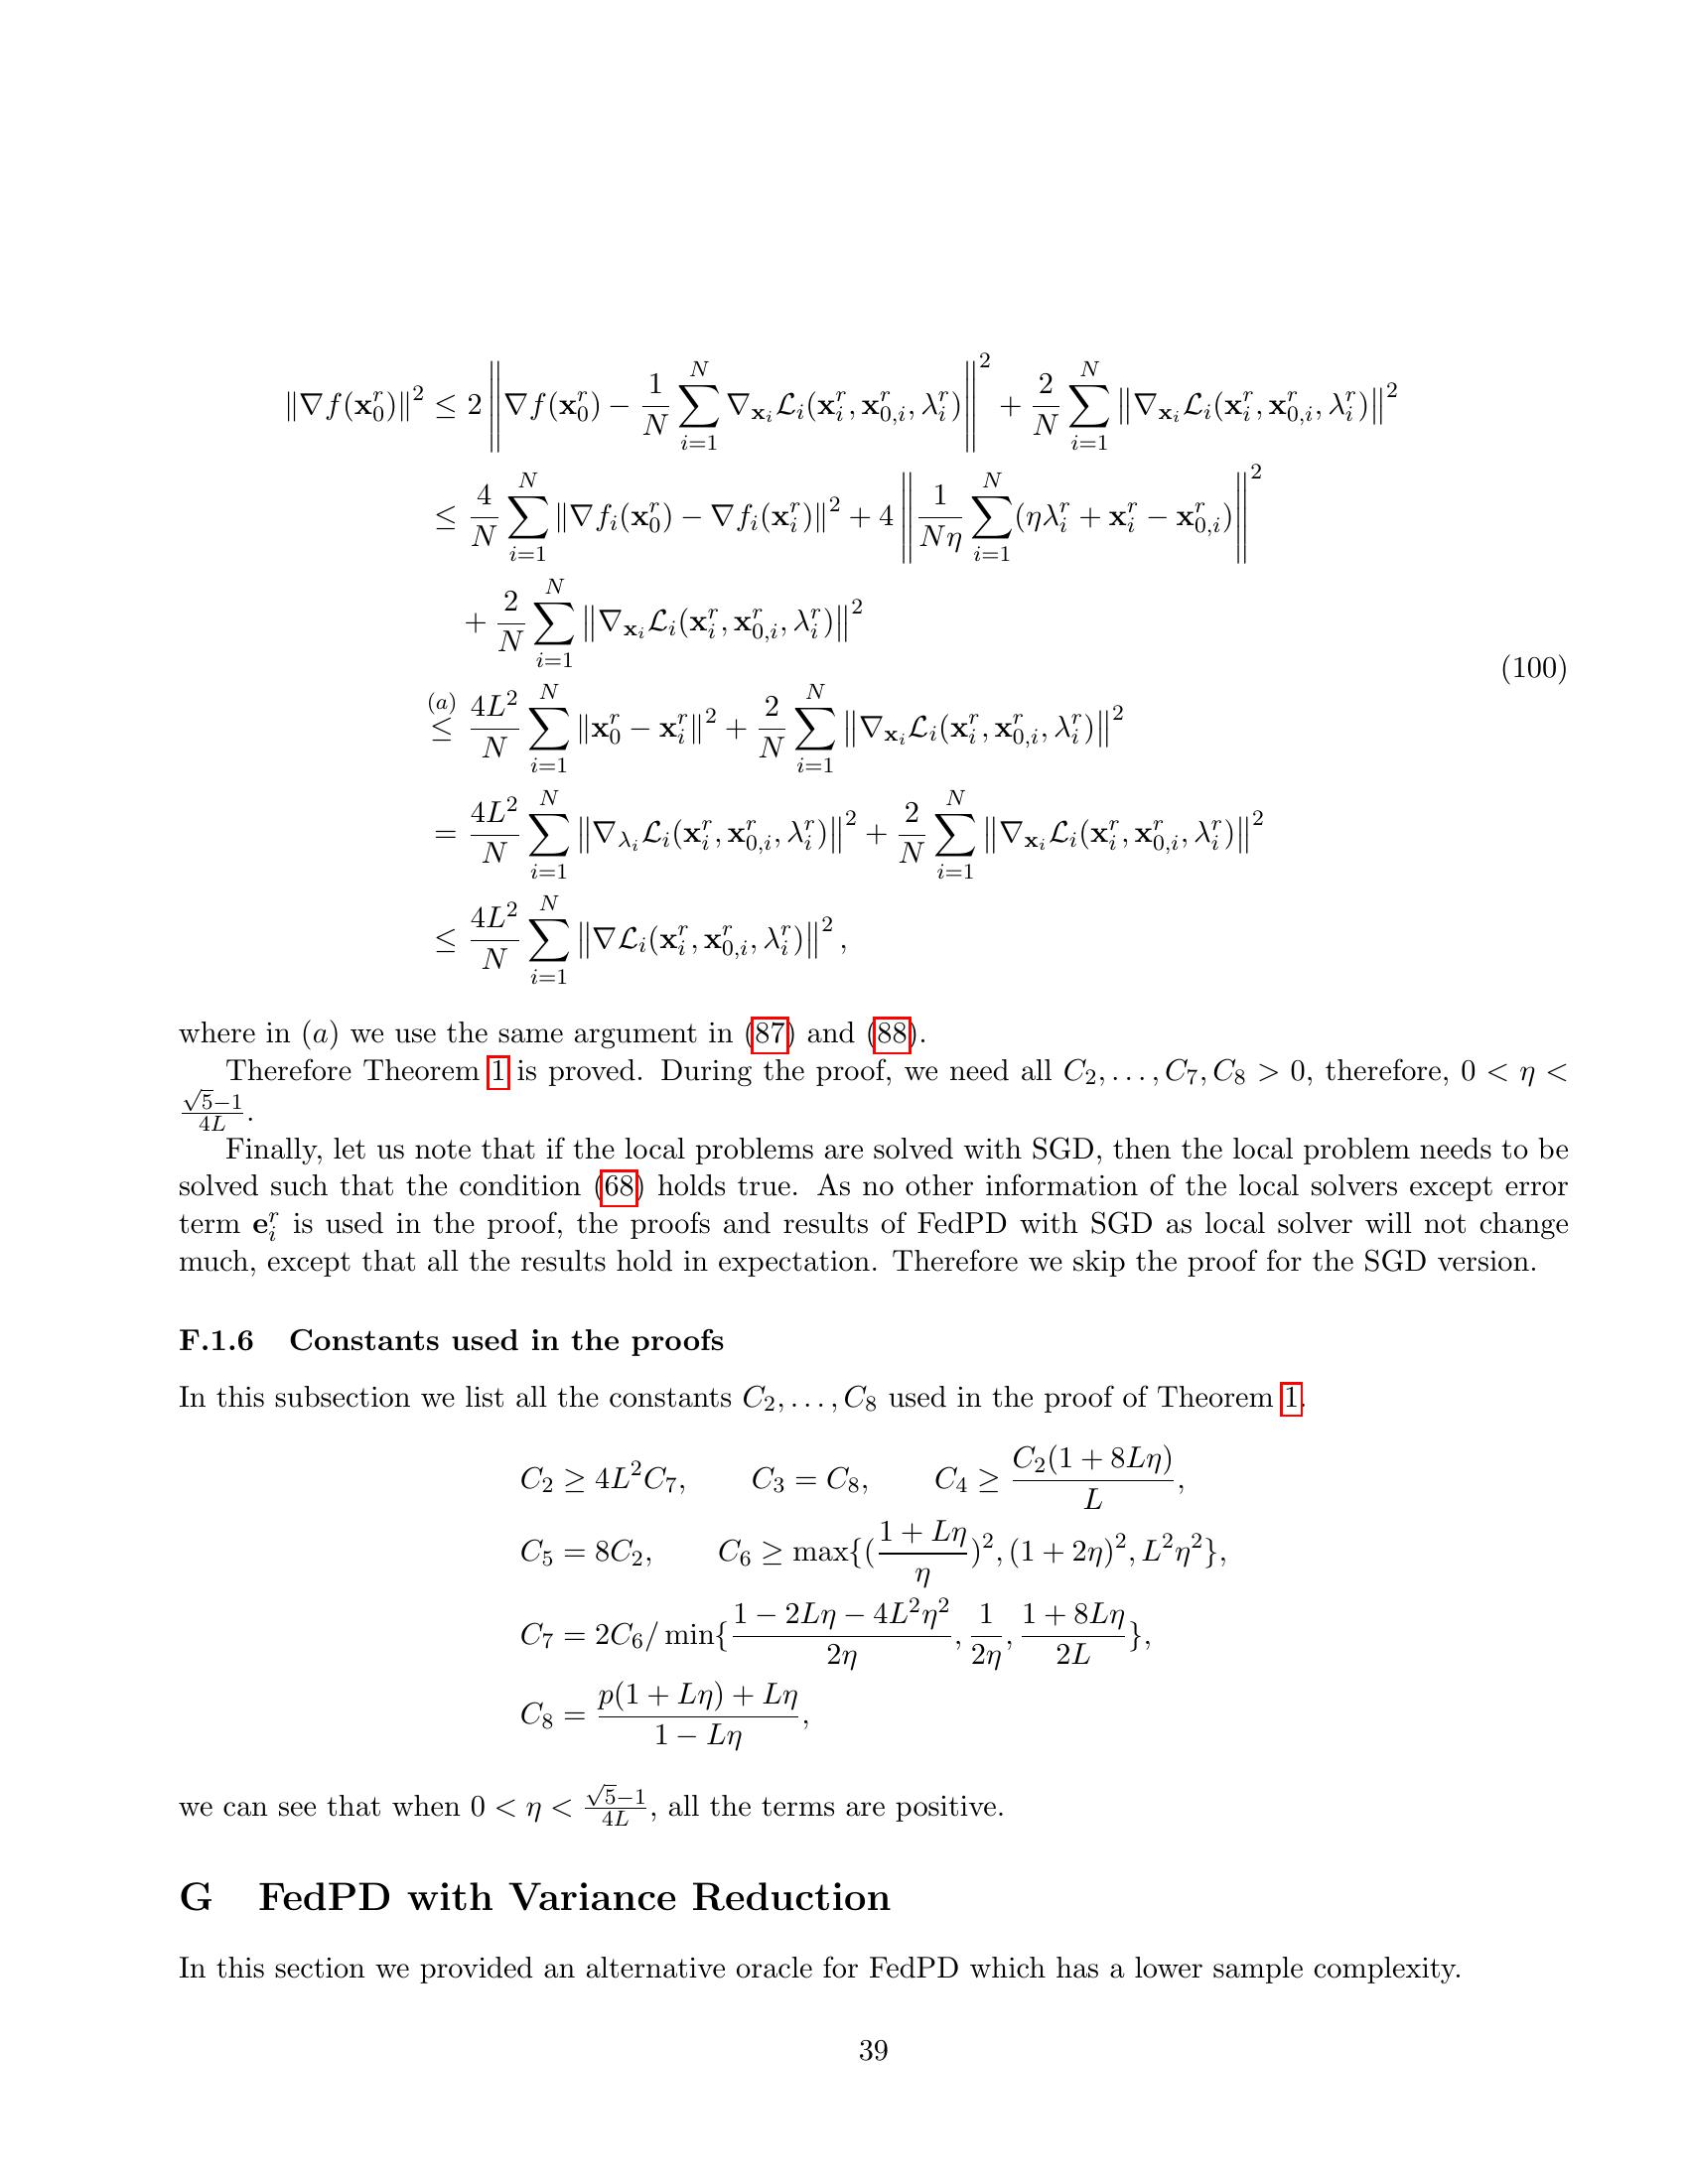 $\|\nabla f(\mathbf{x}_0^r)\|^2 \leq 2\left\|\nabla f(\mathbf{x}_0^r) - \frac{1}{N}\sum_{i=1}^{N}\nabla_{\mathbf{x}_i}\mathcal{L}_i(\mathbf{x}_i^r, \mathbf{x}_{0,i}^r, \lambda_i^r)\right\|^2 + \frac{2}{N}\sum_{i=1}^{N}\left\|\nabla_{\mathbf{x}_i}\mathcal{L}_i(\mathbf{x}_i^r, \mathbf{x}_{0,i}^r, \lambda_i^r)\right\|^2$
$\leq \frac{4}{N}\sum_{i=1}^{N}\|\nabla f_i(\mathbf{x}_0^r) - \nabla f_i(\mathbf{x}_i^r)\|^2 + 4\left\|\frac{1}{N\eta}\sum_{i=1}^{N}(\eta\lambda_i^r + \mathbf{x}_i^r - \mathbf{x}_{0,i}^r)\right\|^2$
$+ \frac{2}{N}\sum_{i=1}^{N}\left\|\nabla_{\mathbf{x}_i}\mathcal{L}_i(\mathbf{x}_i^r, \mathbf{x}_{0,i}^r, \lambda_i^r)\right\|^2$
(100)
$\overset{(a)}{\leq} \frac{4L^2}{N}\sum_{i=1}^{N}\|\mathbf{x}_0^r - \mathbf{x}_i^r\|^2 + \frac{2}{N}\sum_{i=1}^{N}\left\|\nabla_{\mathbf{x}_i}\mathcal{L}_i(\mathbf{x}_i^r, \mathbf{x}_{0,i}^r, \lambda_i^r)\right\|^2$
$= \frac{4L^2}{N}\sum_{i=1}^{N}\left\|\nabla_{\lambda_i}\mathcal{L}_i(\mathbf{x}_i^r, \mathbf{x}_{0,i}^r, \lambda_i^r)\right\|^2 + \frac{2}{N}\sum_{i=1}^{N}\left\|\nabla_{\mathbf{x}_i}\mathcal{L}_i(\mathbf{x}_i^r, \mathbf{x}_{0,i}^r, \lambda_i^r)\right\|^2$
$\leq \frac{4L^2}{N}\sum_{i=1}^{N}\left\|\nabla\mathcal{L}_i(\mathbf{x}_i^r, \mathbf{x}_{0,i}^r, \lambda_i^r)\right\|^2,$
where in $(a)$ we use the same argument in (87) and (88).
Therefore Theorem 1 is proved. During the proof, we need all $C_2, \ldots, C_7, C_8 > 0$, therefore, $0 < \eta <$
$\frac{\sqrt{5}-1}{4L}$.
Finally, let us note that if the local problems are solved with SGD, then the local problem needs to be
solved such that the condition (68) holds true. As no other information of the local solvers except error
term $\mathbf{e}_i^r$ is used in the proof, the proofs and results of FedPD with SGD as local solver will not change
much, except that all the results hold in expectation. Therefore we skip the proof for the SGD version.
F.1.6 Constants used in the proofs
In this subsection we list all the constants $C_2, \ldots, C_8$ used in the proof of Theorem 1.
$C_2 \geq 4L^2C_7, \quad C_3 = C_8, \quad C_4 \geq \frac{C_2(1+8L\eta)}{L},$
$C_5 = 8C_2, \quad C_6 \geq \max\{(\frac{1+L\eta}{\eta})^2, (1+2\eta)^2, L^2\eta^2\},$
$C_7 = 2C_6/\min\{\frac{1-2L\eta-4L^2\eta^2}{2\eta}, \frac{1}{2\eta}, \frac{1+8L\eta}{2L}\},$
$C_8 = \frac{p(1+L\eta)+L\eta}{1-L\eta},$
we can see that when $0 < \eta < \frac{\sqrt{5}-1}{4L}$, all the terms are positive.
G FedPD with Variance Reduction
In this section we provided an alternative oracle for FedPD which has a lower sample complexity.
39